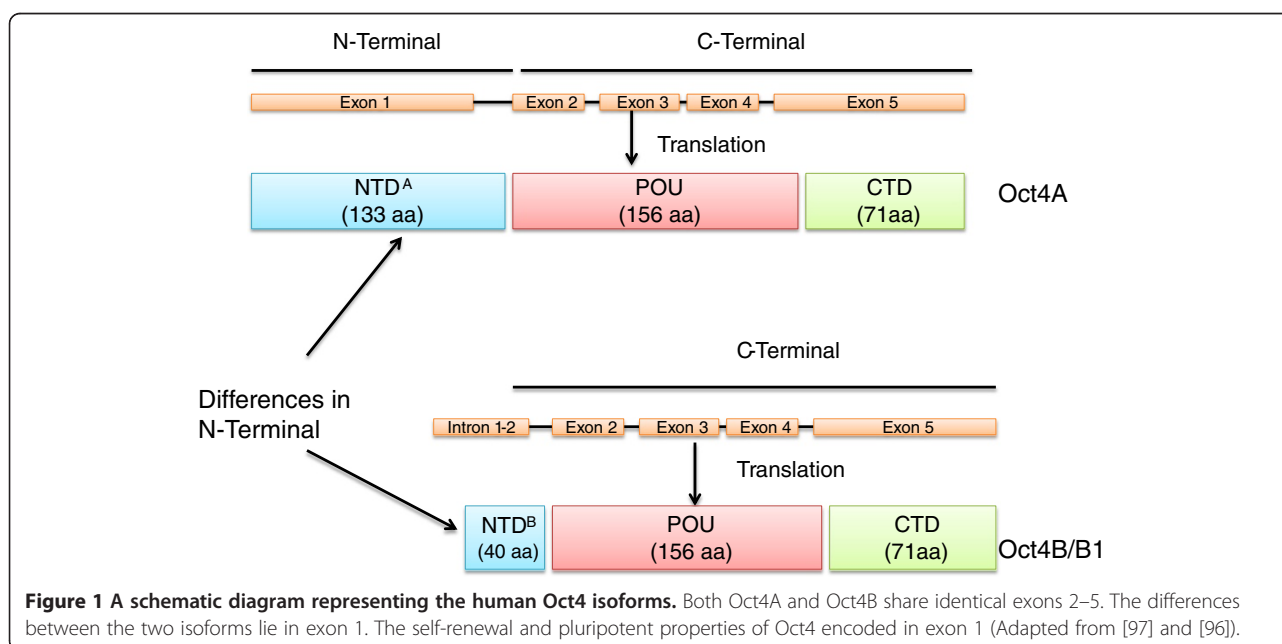 N-Terminal
C-Terminal
Exon 1
Exon 2
Exon 3
Exon 4
Exon 5
Translation
NTD A
(133 aa)
POU
(156 aa)
CTD
(71aa)
Oct4A
C-Terminal
Differences in
N-Terminal
Intron 1-2
Exon 2
Exon 3
Exon 4
Exon 5
Translation
NTD B
(40 aa)
POU
(156 aa)
CTD
(71aa)
Oct4B/B1
Figure 1 A schematic diagram representing the human Oct4 isoforms. Both Oct4A and Oct4B share identical exons 2–5. The differences
between the two isoforms lie in exon 1. The self-renewal and pluripotent properties of Oct4 encoded in exon 1 (Adapted from [97] and [96]).